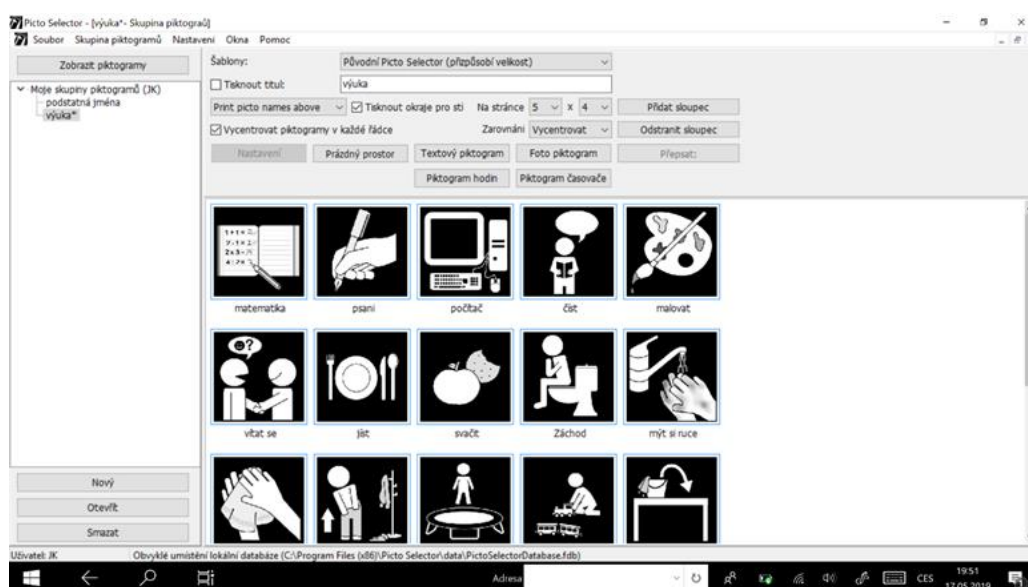 Picto Selector - [výuka*- Skupina piktograů]
Soubor Skupina piktogramů Nastavení Okna Pomoc
Zobrazit piktogramy
Moje skupiny piktogramů (JK)
podstatná jména
výuka*
Šablony: Původní Picto Selector (přizpůsobí velikost)
Tisknout titul: výuka
Print picto names above Tisknout okraje pro sti Na stránce 5 x 4 Přidat sloupec
Vycentrovat piktogramy v každé řádce Zarovnání Vycentrovat Odstranit sloupec
Nastavení Prázdný prostor Textový piktogram Foto piktogram Přepsat:
Piktogram hodin Piktogram časovače
matematika psaní počítač číst malovat
vítat se jíst svačit Záchod mýt si ruce
Nový
Otevřít
Smazat
Uživatel: JK Obvyklé umístění lokální databáze (C:\Program Files (x86)\Picto Selector\data\PictoSelectorDatabase.fdb)
Adresa CES 19:51
17.05.2019